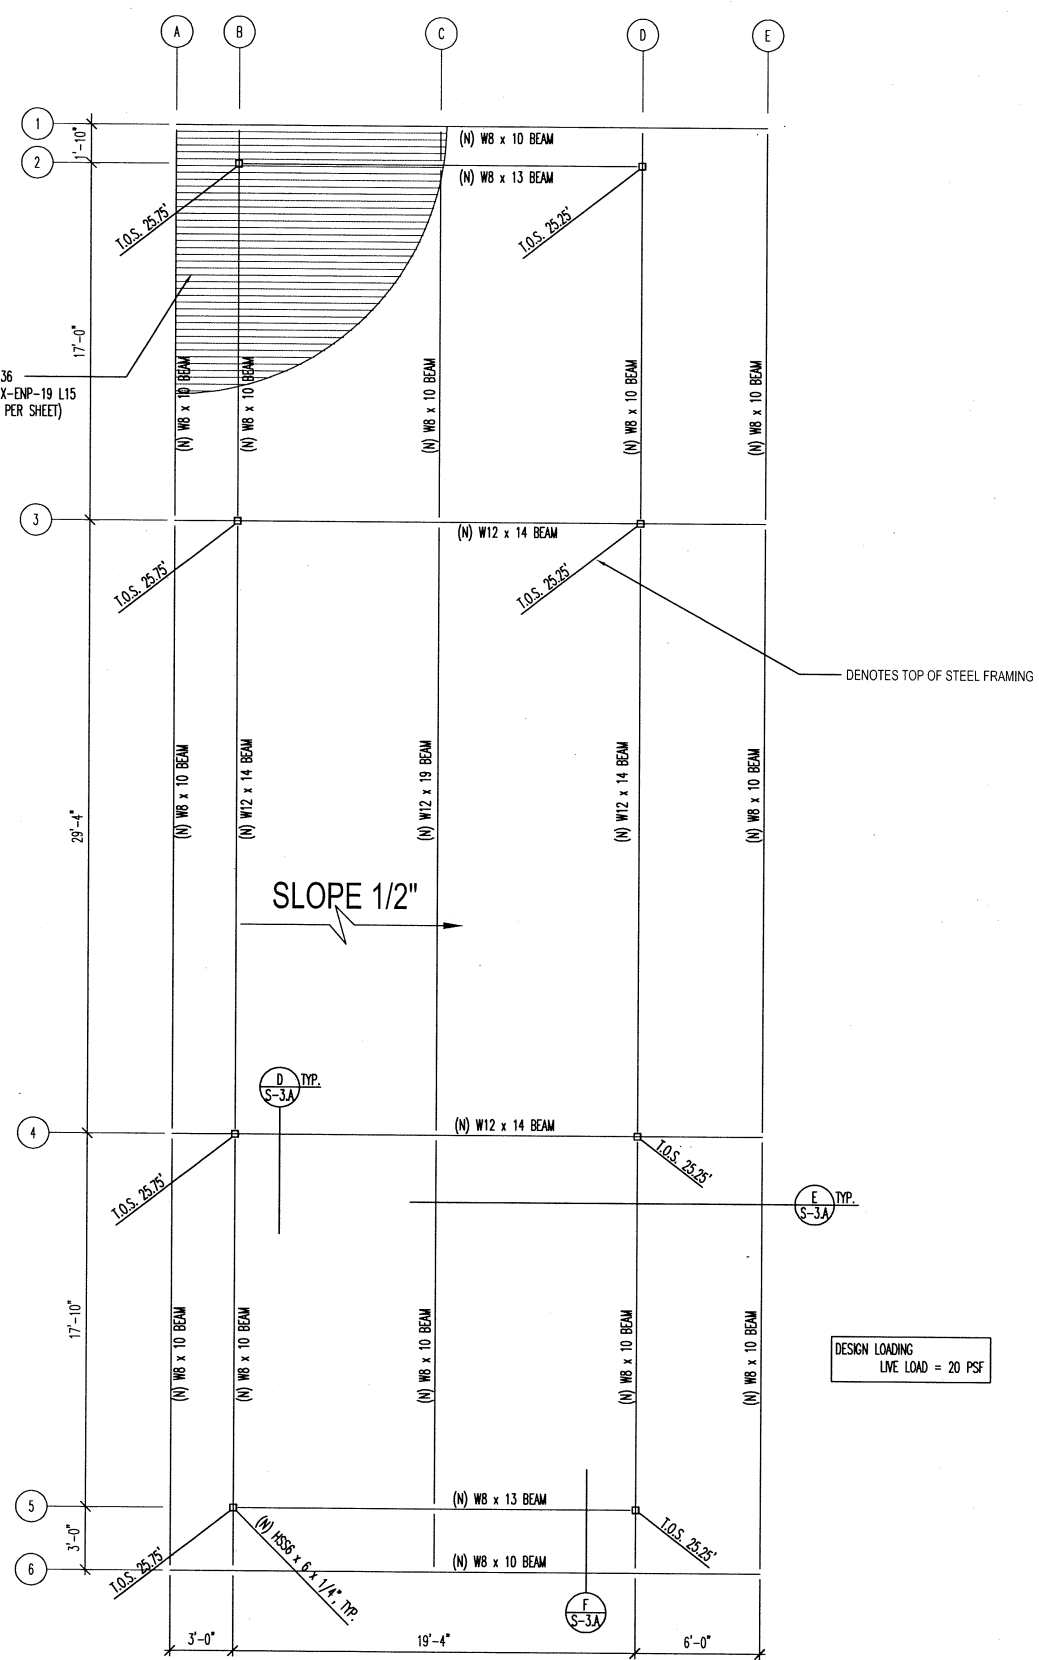 A
B
C
D
E
1
1'-10"
(N) W8 x 10 BEAM
2
(N) W8 x 13 BEAM
T.O.S. 25.75'
T.O.S. 25.25'
17'-0"
36
X-ENP-19 L15
PER SHEET)
(N) W8 x 10 BEAM
(N) W8 x 10 BEAM
(N) W8 x 10 BEAM
(N) W8 x 10 BEAM
(N) W8 x 10 BEAM
3
(N) W12 x 14 BEAM
T.O.S. 25.75'
T.O.S. 25.25'
DENOTES TOP OF STEEL FRAMING
29'-4"
(N) W8 x 10 BEAM
(N) W12 x 14 BEAM
(N) W12 x 19 BEAM
(N) W12 x 14 BEAM
(N) W8 x 10 BEAM
SLOPE 1/2"
D
S-3.A
TYP.
4
(N) W12 x 14 BEAM
T.O.S. 25.75'
T.O.S. 25.25'
E
S-3.A
TYP.
17'-10"
(N) W8 x 10 BEAM
(N) W8 x 10 BEAM
(N) W8 x 10 BEAM
(N) W8 x 10 BEAM
(N) W8 x 10 BEAM
DESIGN LOADING
LIVE LOAD = 20 PSF
5
(N) W8 x 13 BEAM
3'-0"
T.O.S. 25.75'
(N) HSS6 x 6 x 1/4", TYP.
T.O.S. 25.25'
6
(N) W8 x 10 BEAM
F
S-3.A
3'-0"
19'-4"
6'-0"